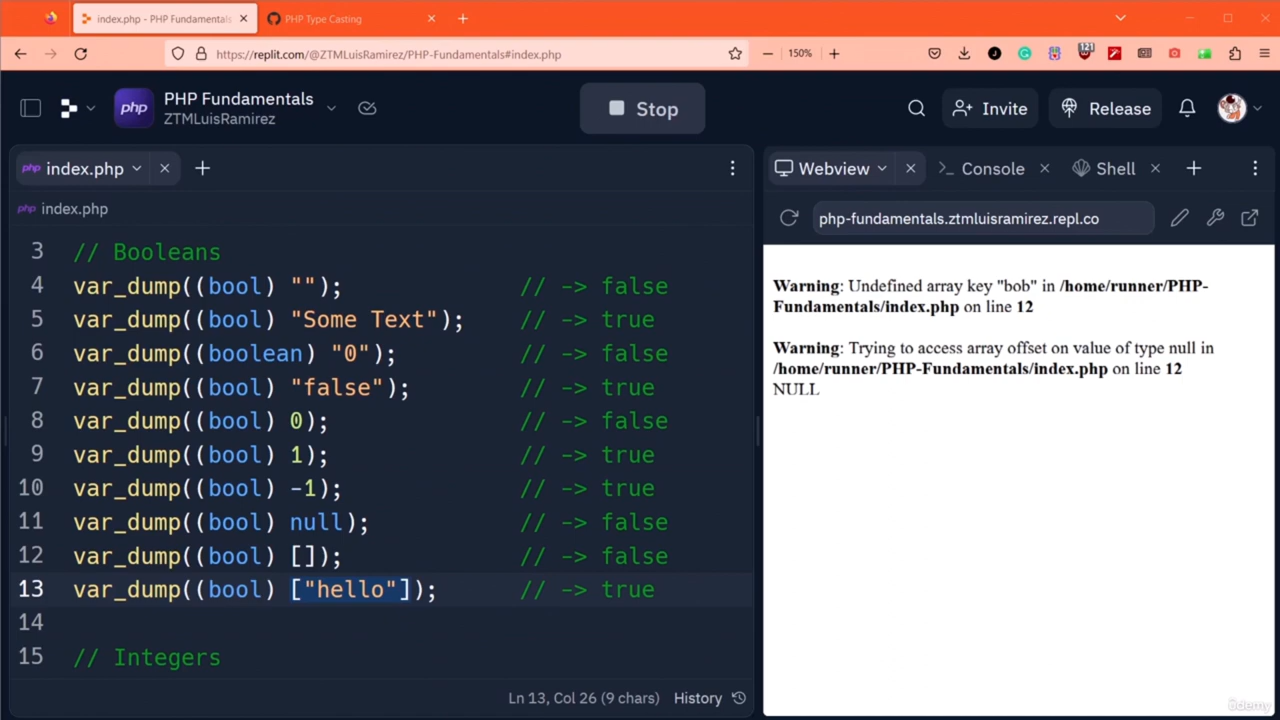 index.php - PHP Fundamentals
PHP Type Casting
https://replit.com/@ZTMLuisRamirez/PHP-Fundamentals#index.php
150%
121
php
PHP Fundamentals
ZTMLuisRamirez
Stop
Invite
Release
php index.php
Webview
Console
Shell
php index.php
php-fundamentals.ztmluisramirez.repl.co
3 // Booleans
4 var_dump((bool) ""); // -> false
5 var_dump((bool) "Some Text"); // -> true
6 var_dump((boolean) "0"); // -> false
7 var_dump((bool) "false"); // -> true
8 var_dump((bool) 0); // -> false
9 var_dump((bool) 1); // -> true
10 var_dump((bool) -1); // -> true
11 var_dump((bool) null); // -> false
12 var_dump((bool) []); // -> false
13 var_dump((bool) ["hello"]); // -> true
14
15 // Integers
Ln 13, Col 26 (9 chars)
History
Warning: Undefined array key "bob" in /home/runner/PHP-
Fundamentals/index.php on line 12
Warning: Trying to access array offset on value of type null in
/home/runner/PHP-Fundamentals/index.php on line 12
NULL
ûdemy